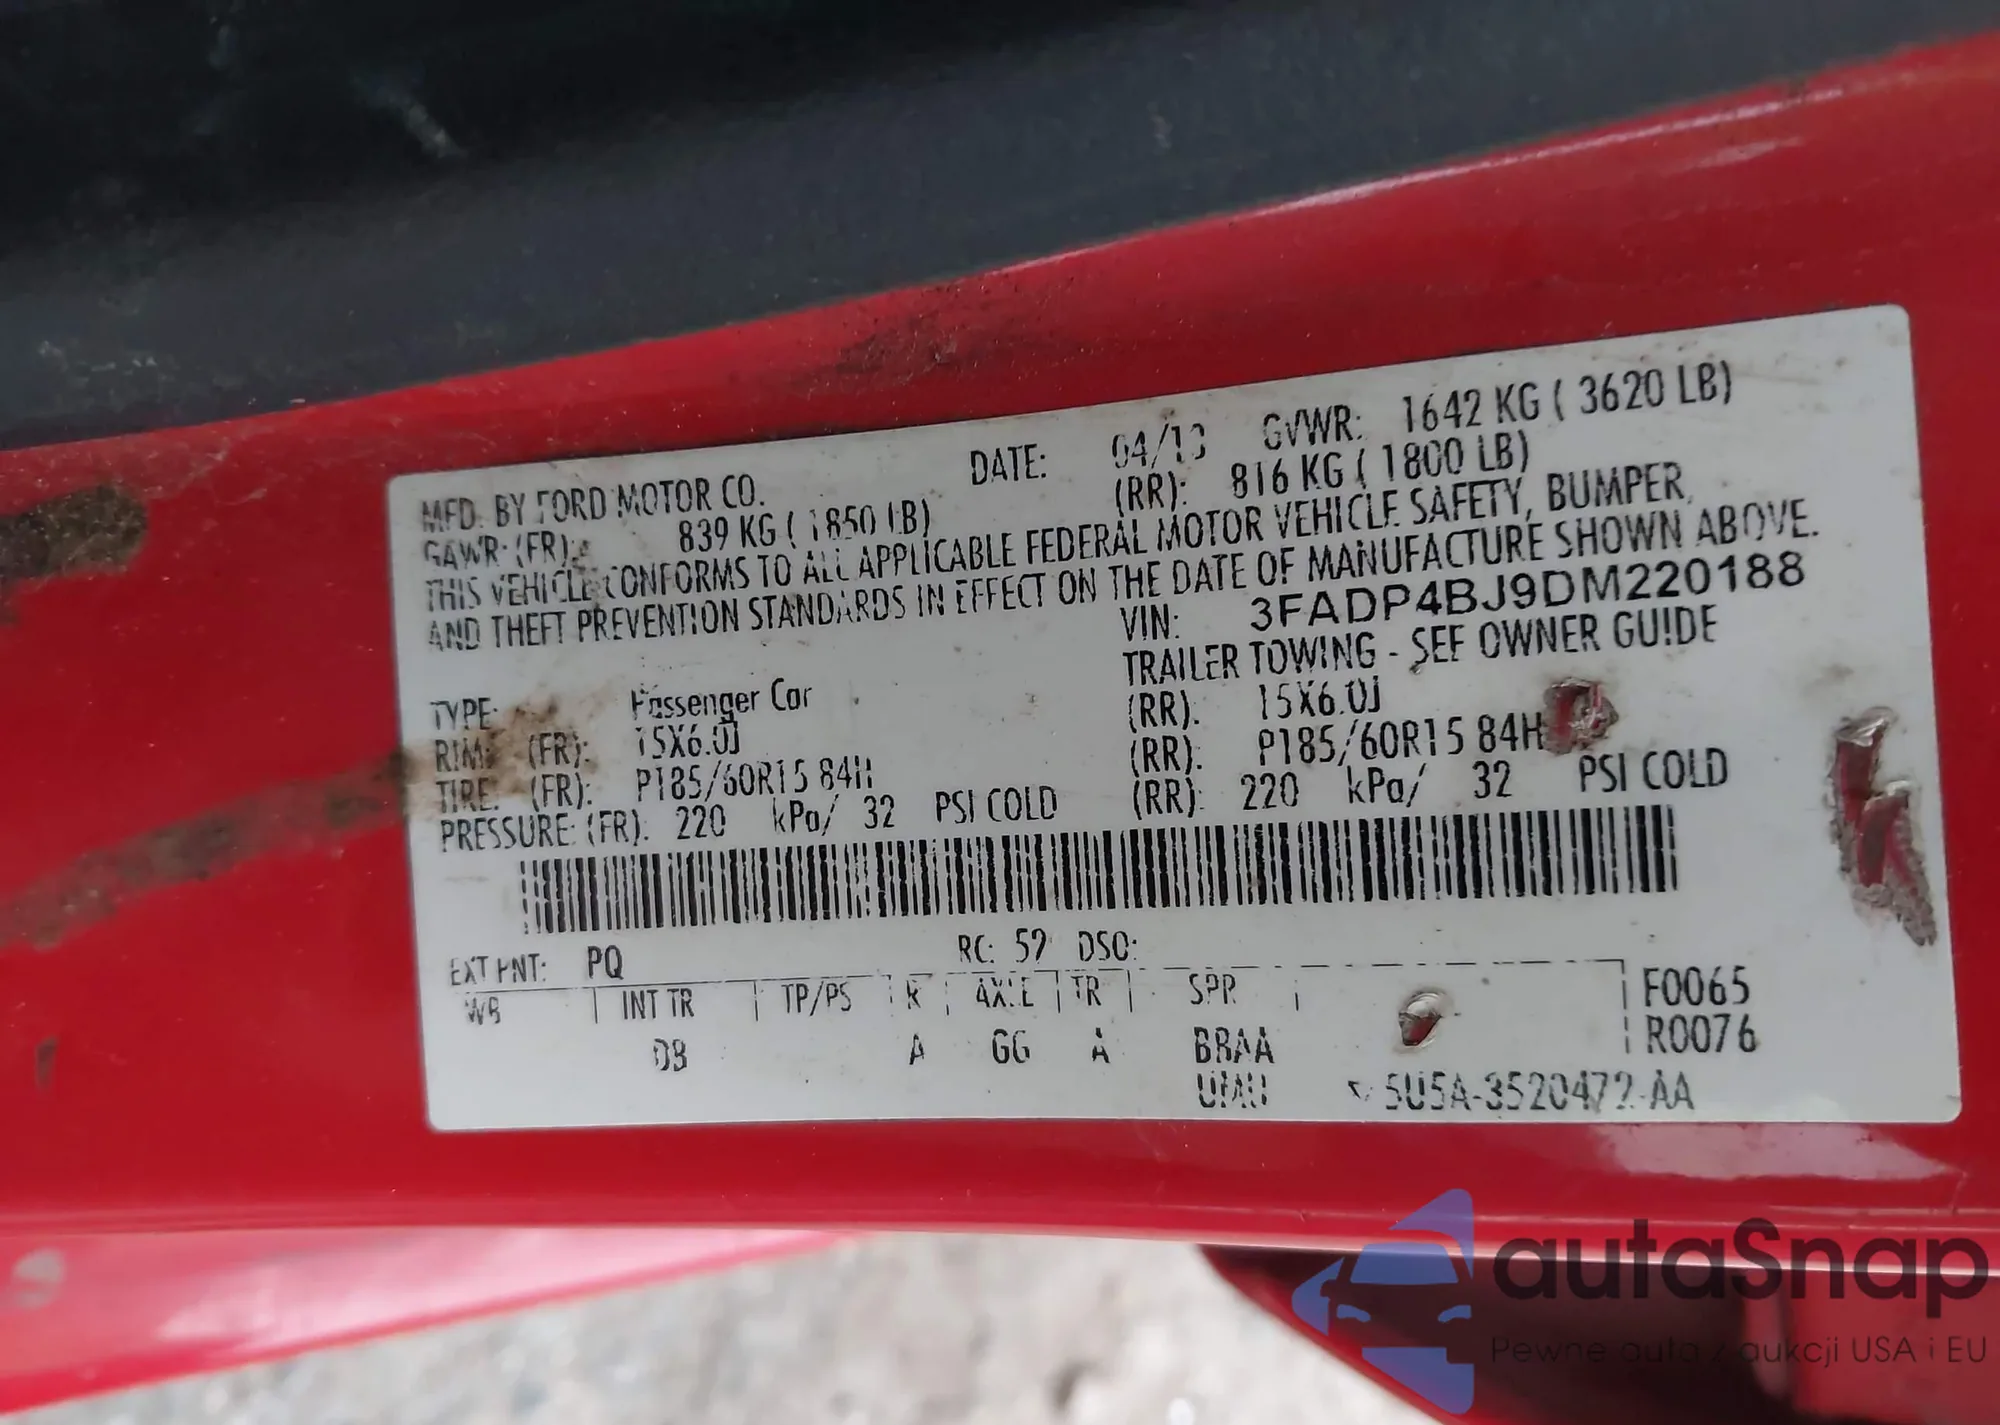 MFD. BY FORD MOTOR CO. DATE: 04/13 GVWR: 1642 KG ( 3620 LB)
GAWR: (FR): 839 KG ( 1850 LB) (RR): 816 KG ( 1800 LB)
THIS VEHICLE CONFORMS TO ALL APPLICABLE FEDERAL MOTOR VEHICLE SAFETY, BUMPER,
AND THEFT PREVENTION STANDARDS IN EFFECT ON THE DATE OF MANUFACTURE SHOWN ABOVE.
VIN: 3FADP4BJ9DM220188
TYPE: Passenger Car TRAILER TOWING - SEE OWNER GUIDE
RIM: (FR): 15X6.0J (RR): 15X6.0J
TIRE: (FR): P185/60R15 84H (RR): P185/60R15 84H
PRESSURE: (FR): 220 kPa/ 32 PSI COLD (RR): 220 kPa/ 32 PSI COLD
EXT PNT: PQ RC: 52 DSO:
WB INT TR TP/PS R AXLE TR SPR F0065
DB A GG A BRAA R0076
5U5A-3520472-AA
autaSnap
Pewne auta z aukcji USA i EU